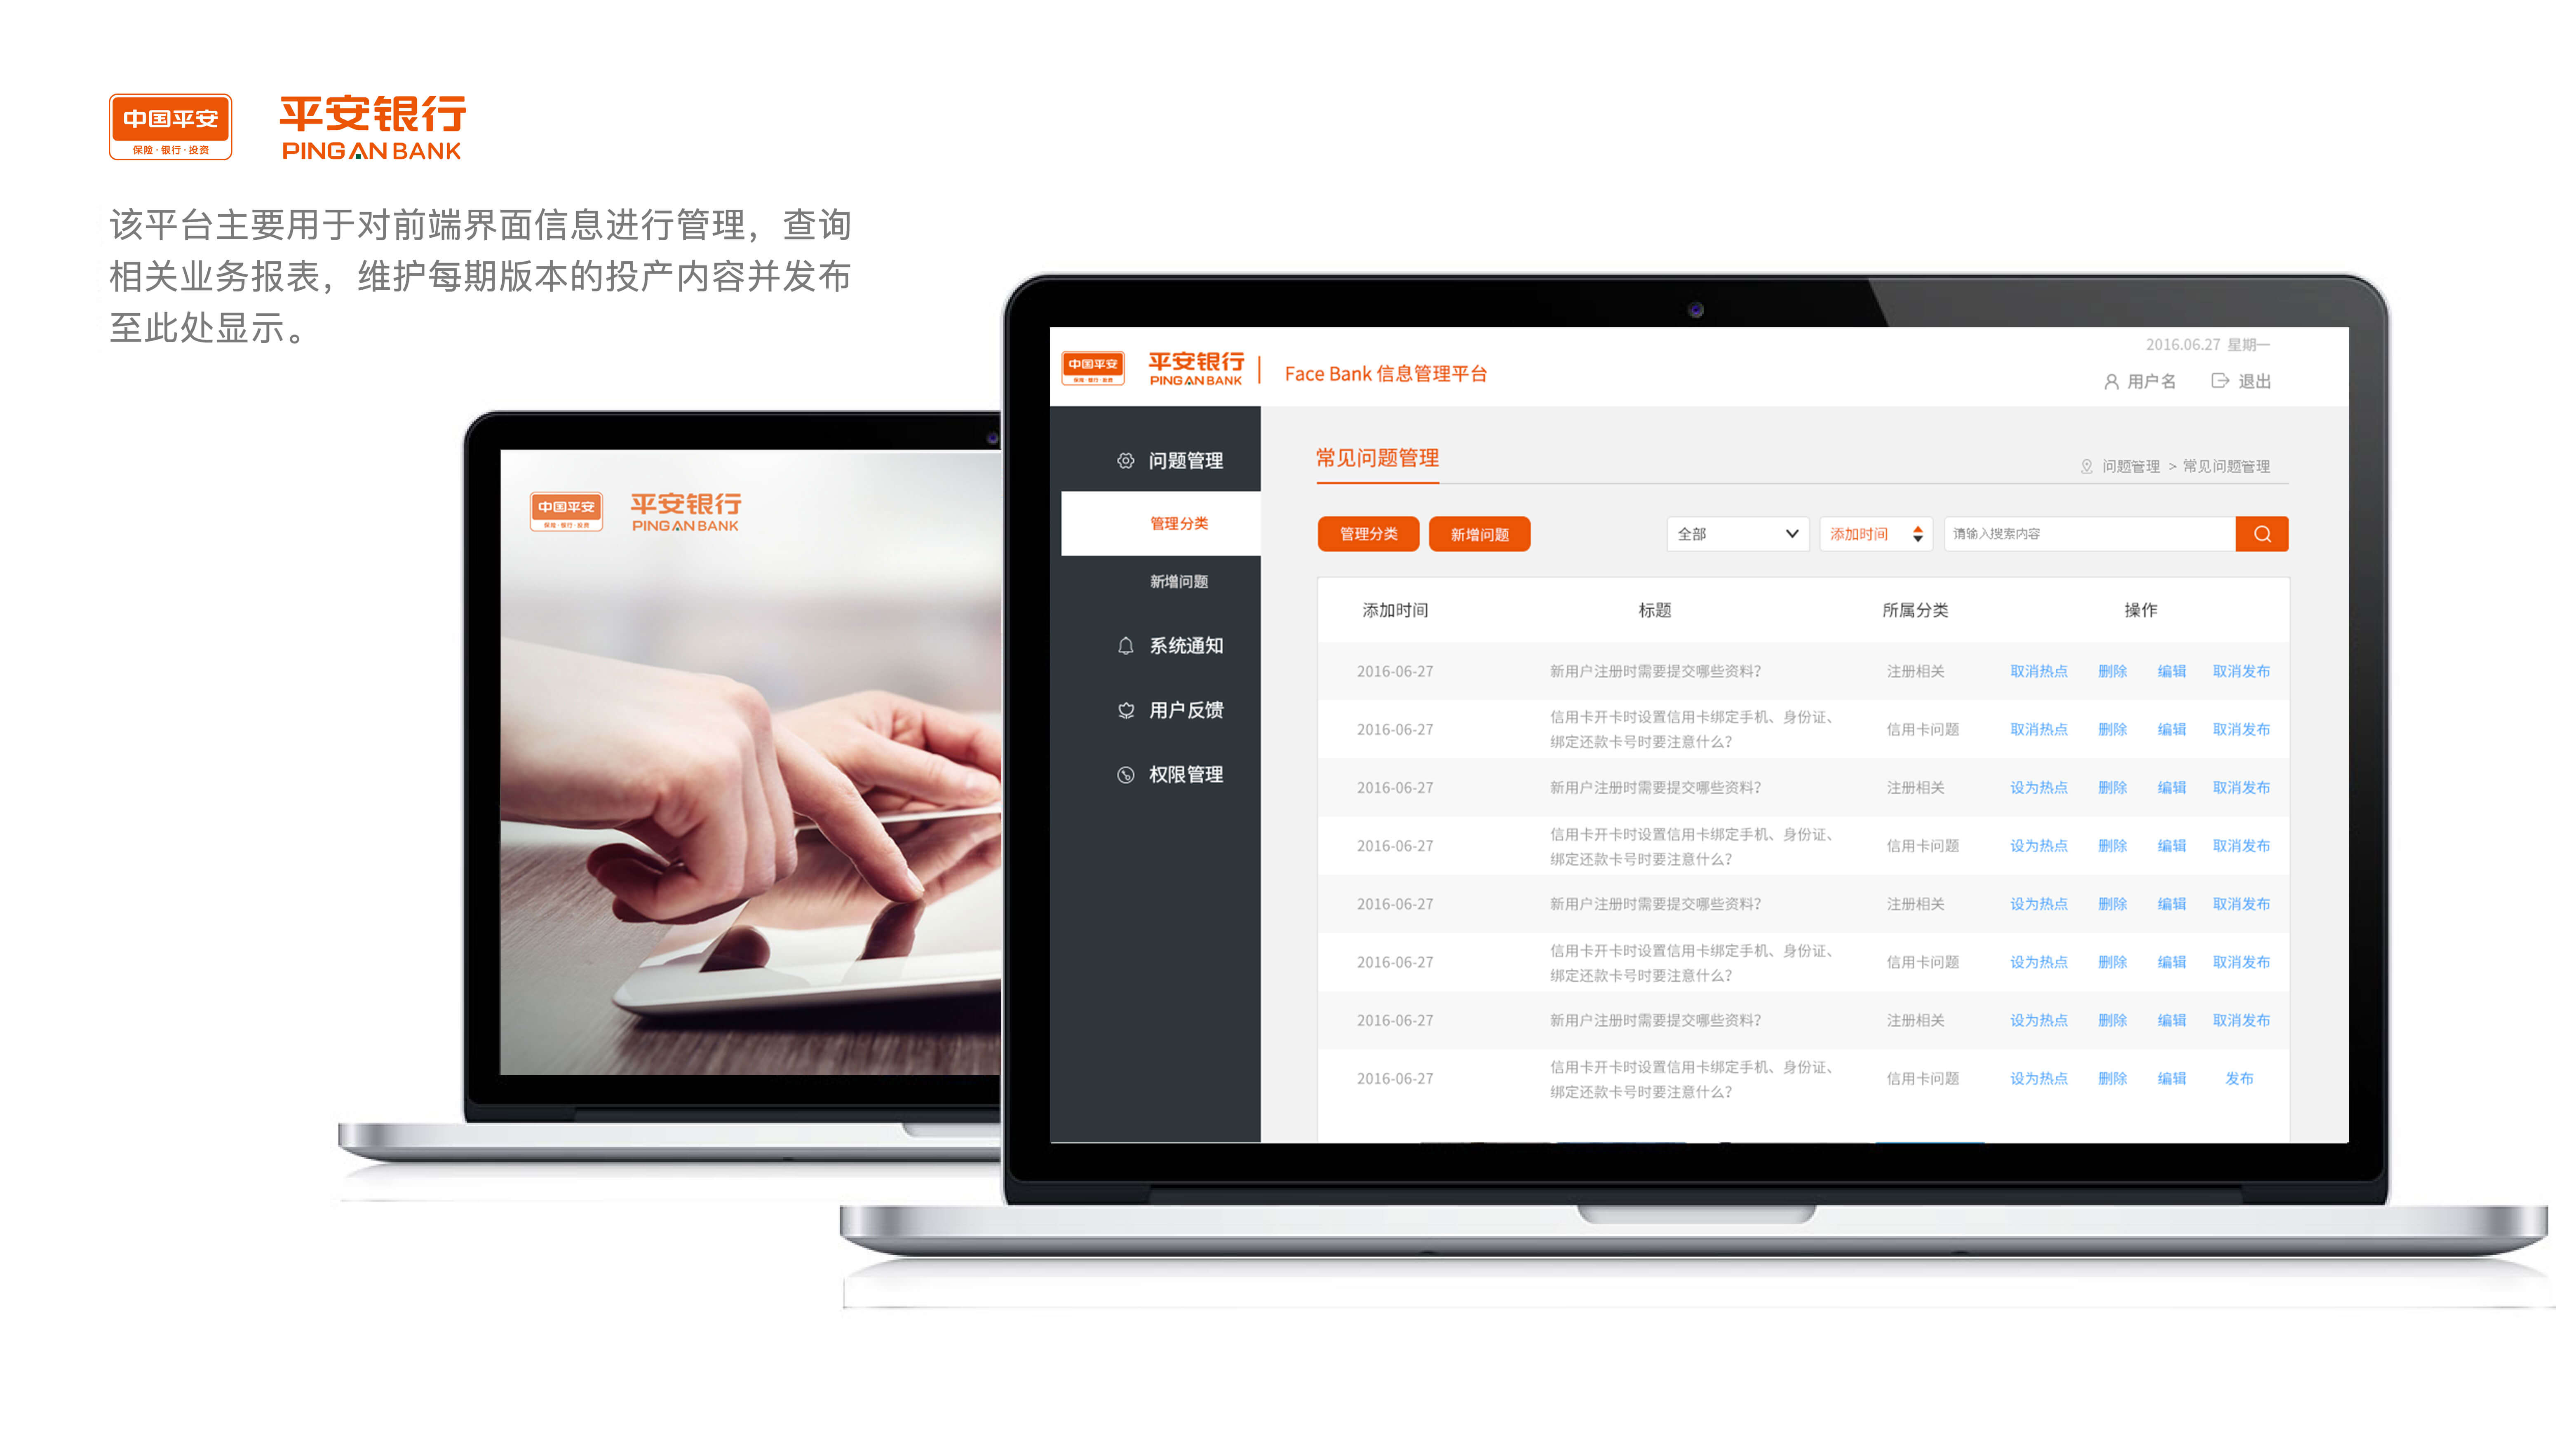 中国平安
保险·银行·投资
平安银行
PING AN BANK
该平台主要用于对前端界面信息进行管理，查询
相关业务报表，维护每期版本的投产内容并发布
至此处显示。
中国平安
保险·银行·投资
平安银行
PING AN BANK
中国平安
保险·银行·投资
平安银行
PING AN BANK
Face Bank 信息管理平台
2016.06.27 星期一
用户名 退出
问题管理
管理分类
新增问题
系统通知
用户反馈
权限管理
常见问题管理
问题管理 > 常见问题管理
管理分类 新增问题 全部 添加时间 请输入搜索内容
添加时间 标题 所属分类 操作
2016-06-27 新用户注册时需要提交哪些资料？ 注册相关 取消热点 删除 编辑 取消发布
信用卡开卡时设置信用卡绑定手机、身份证、
2016-06-27 绑定还款卡号时要注意什么？ 信用卡问题 取消热点 删除 编辑 取消发布
2016-06-27 新用户注册时需要提交哪些资料？ 注册相关 设为热点 删除 编辑 取消发布
信用卡开卡时设置信用卡绑定手机、身份证、
2016-06-27 绑定还款卡号时要注意什么？ 信用卡问题 设为热点 删除 编辑 取消发布
2016-06-27 新用户注册时需要提交哪些资料？ 注册相关 设为热点 删除 编辑 取消发布
信用卡开卡时设置信用卡绑定手机、身份证、
2016-06-27 绑定还款卡号时要注意什么？ 信用卡问题 设为热点 删除 编辑 取消发布
2016-06-27 新用户注册时需要提交哪些资料？ 注册相关 设为热点 删除 编辑 取消发布
信用卡开卡时设置信用卡绑定手机、身份证、
2016-06-27 绑定还款卡号时要注意什么？ 信用卡问题 设为热点 删除 编辑 发布